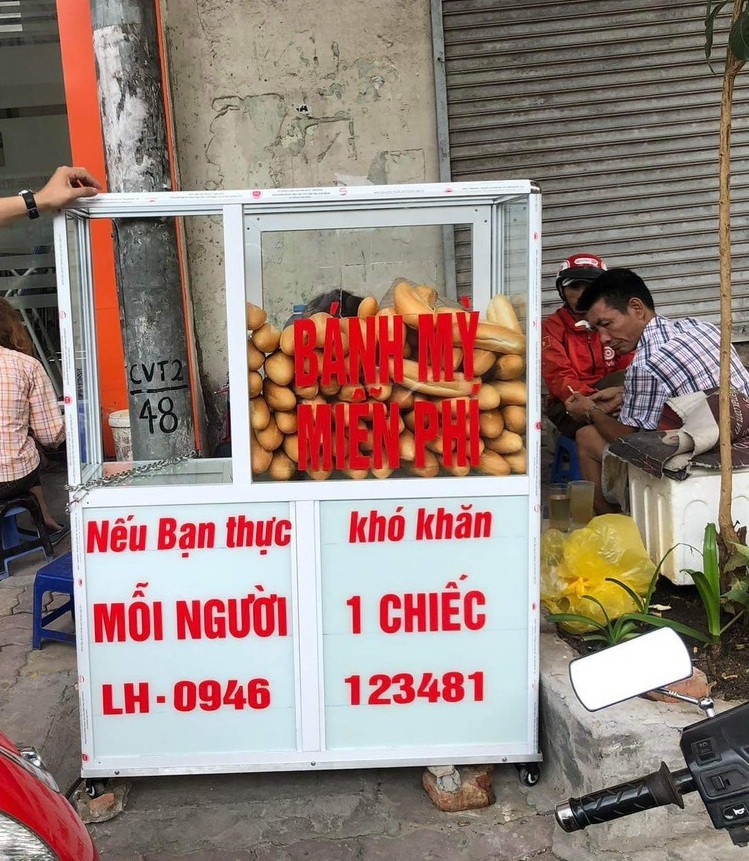 CVT2
48
BÁNH MỲ
MIỄN PHÍ
Nếu Bạn thực khó khăn
MỖI NGƯỜI 1 CHIẾC
LH - 0946 123481